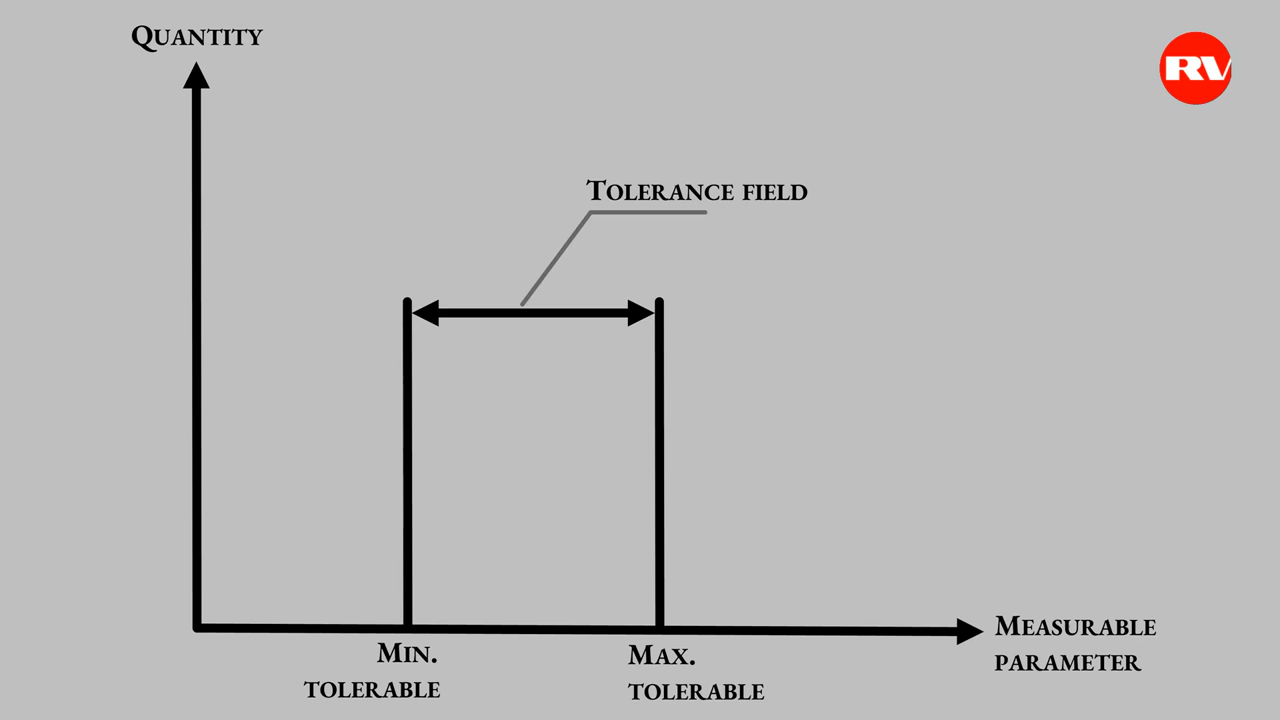 Quantity
RV
Tolerance field
Measurable
parameter
Min.
tolerable
Max.
tolerable